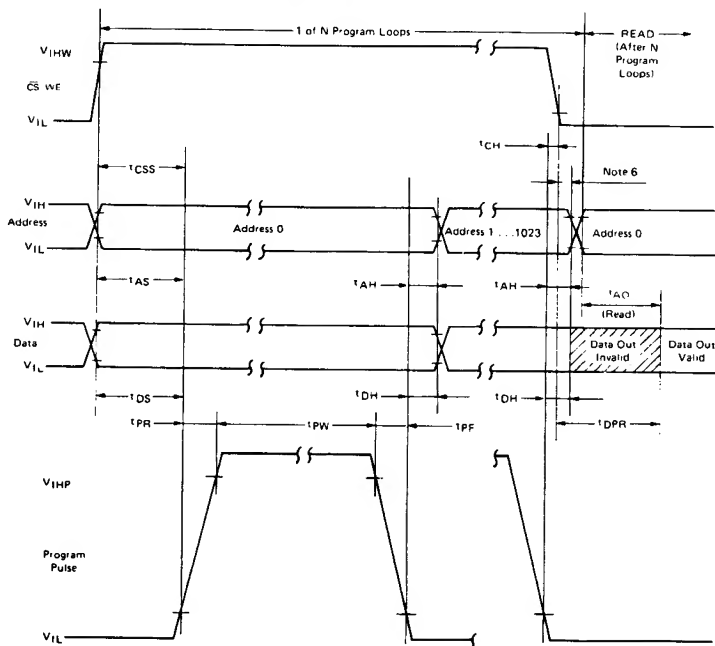 1 of N Program Loops
READ
(After N
Program
Loops)
VIHW
CS WE
VIL
tCH
tCSS
Note 6
VIH
Address
VIL
Address 0
Address 1 . . . 1023
Address 0
tAS
tAH
tAH
tAO
(Read)
VIH
Data
VIL
Data Out
Invalid
Data Out
Valid
tDS
tDH
tDH
tDPR
tPR
tPW
tPF
VIHP
Program
Pulse
VIL